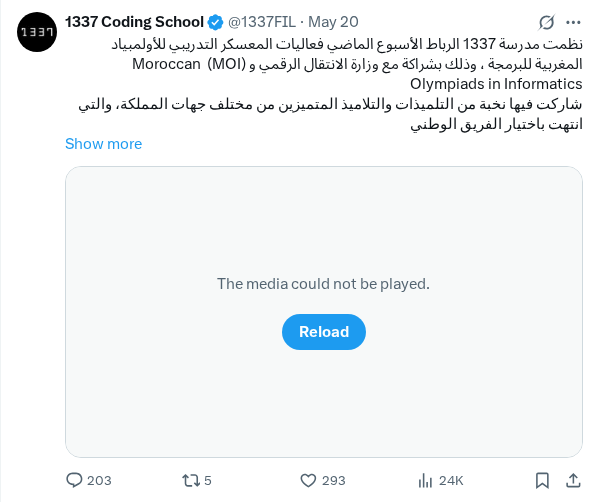 1337
1337 Coding School @1337FIL · May 20
نظمت مدرسة 1337 الرباط الأسبوع الماضي فعاليات المعسكر التدريبي للأولمبياد
المغربية للبرمجة ، وذلك بشراكة مع وزارة الانتقال الرقمي و Moroccan (MOI)
Olympiads in Informatics
شاركت فيها نخبة من التلميذات والتلاميذ المتميزين من مختلف جهات المملكة، والتي
انتهت باختيار الفريق الوطني
Show more
The media could not be played.
Reload
203 5 293 24K